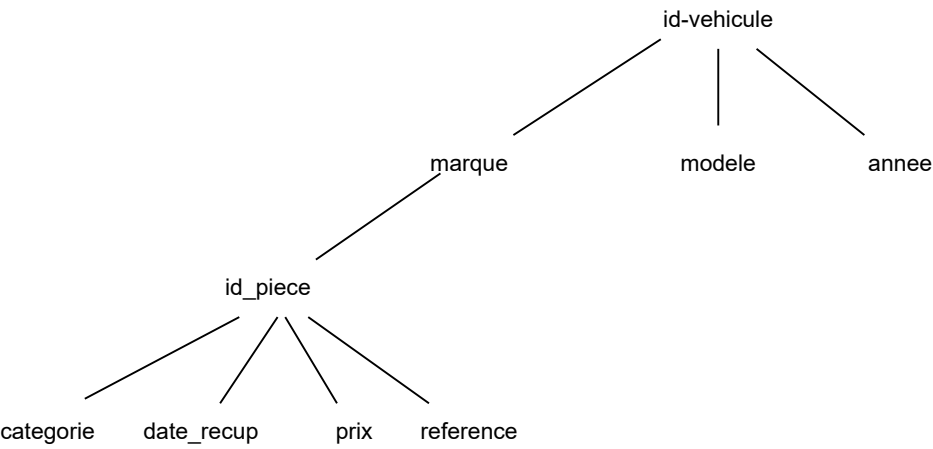 id-vehicule
marque modele annee
id_piece
categorie date_recup prix reference